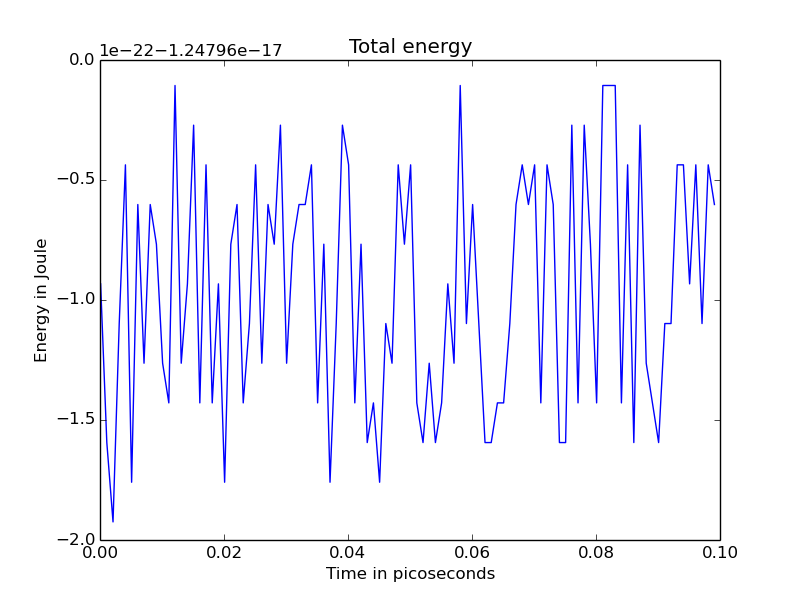 1e−22−1.24796e−17
Total energy
0.0
−0.5
−1.0
−1.5
−2.0
Energy in Joule
0.00 0.02 0.04 0.06 0.08 0.10
Time in picoseconds